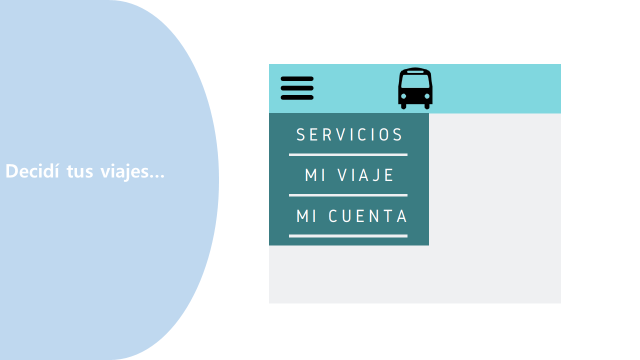 Decidí tus viajes...
SERVICIOS
MI VIAJE
MI CUENTA